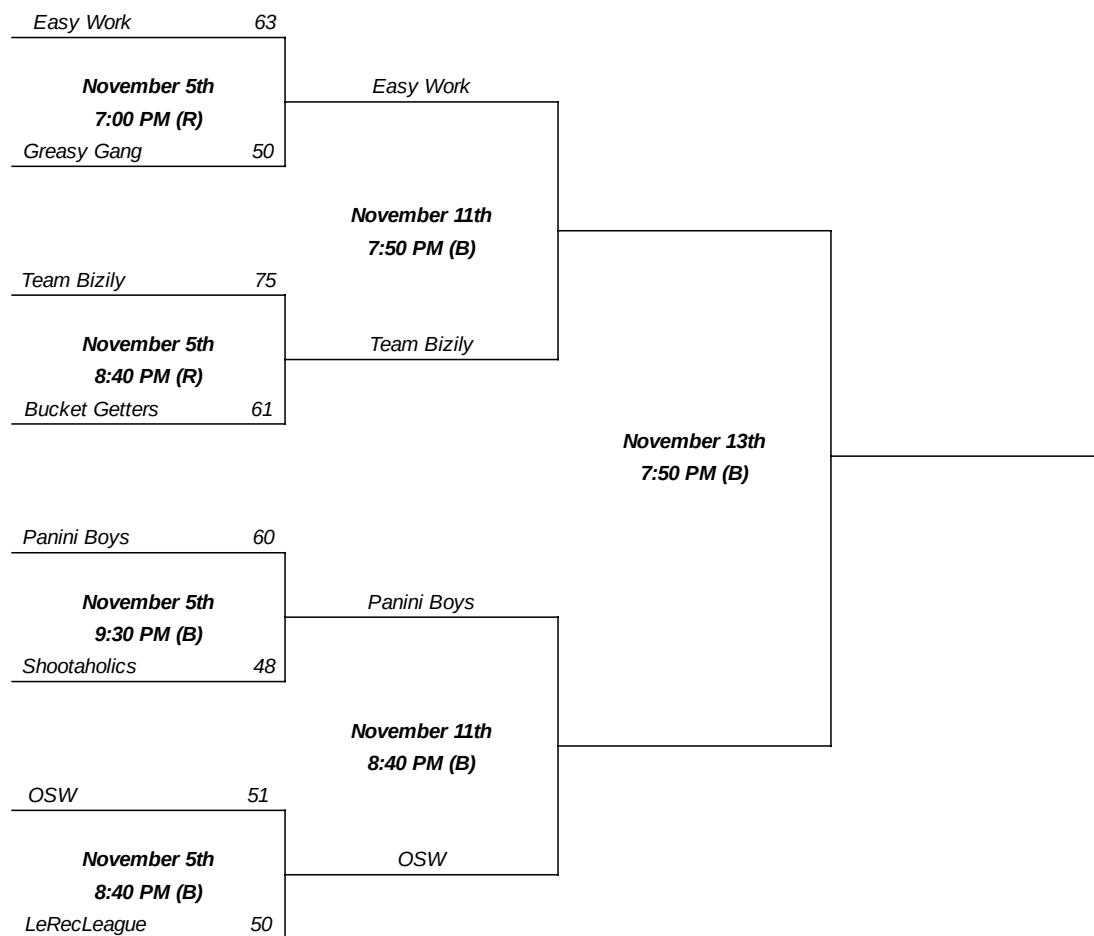 Easy Work 63
November 5th
7:00 PM (R)
Greasy Gang 50
Easy Work
November 11th
7:50 PM (B)
Team Bizily 75
November 5th
8:40 PM (R)
Bucket Getters 61
Team Bizily
November 13th
7:50 PM (B)
Panini Boys 60
November 5th
9:30 PM (B)
Shootaholics 48
Panini Boys
November 11th
8:40 PM (B)
OSW 51
November 5th
8:40 PM (B)
LeRecLeague 50
OSW